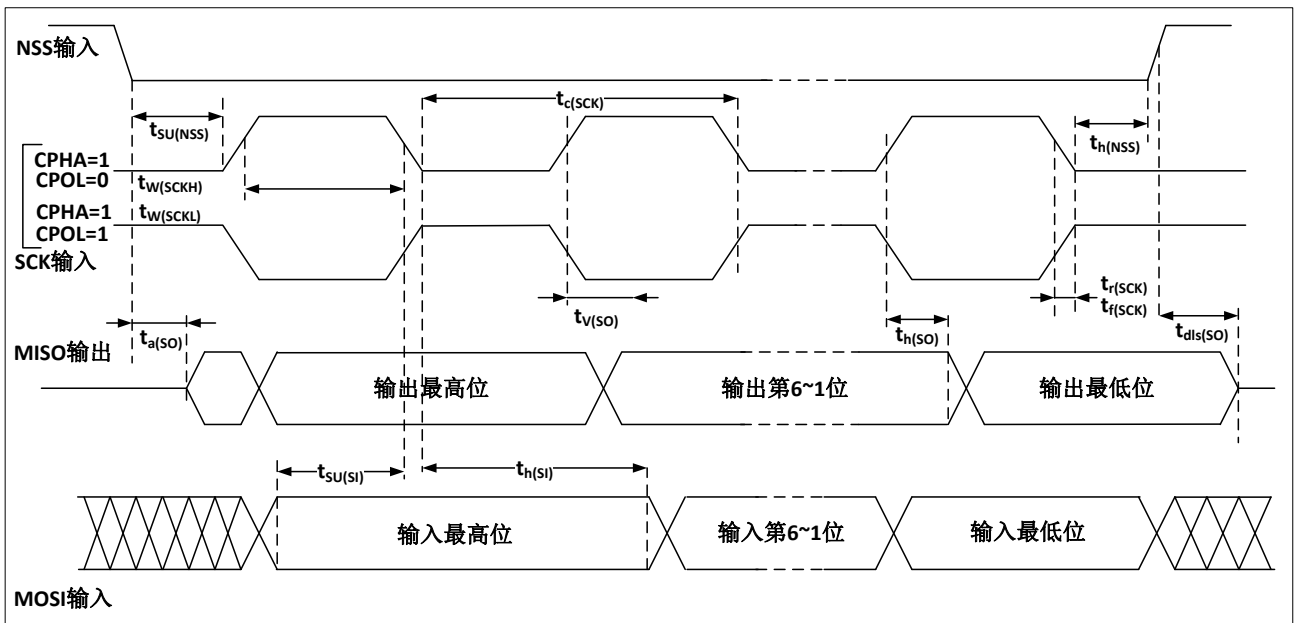 NSS输入
tc(SCK)
tSU(NSS)
th(NSS)
CPHA=1
CPOL=0
tW(SCKH)
CPHA=1
tW(SCKL)
CPOL=1
SCK输入
tr(SCK)
tV(SO)
tf(SCK)
ta(SO)
th(SO)
tdls(SO)
MISO输出
输出最高位
输出第6~1位
输出最低位
tSU(SI)
th(SI)
输入最高位
输入第6~1位
输入最低位
MOSI输入